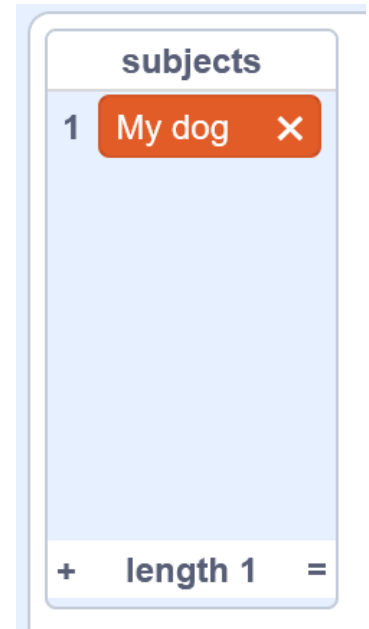 subjects
1 My dog ×
+ length 1 =